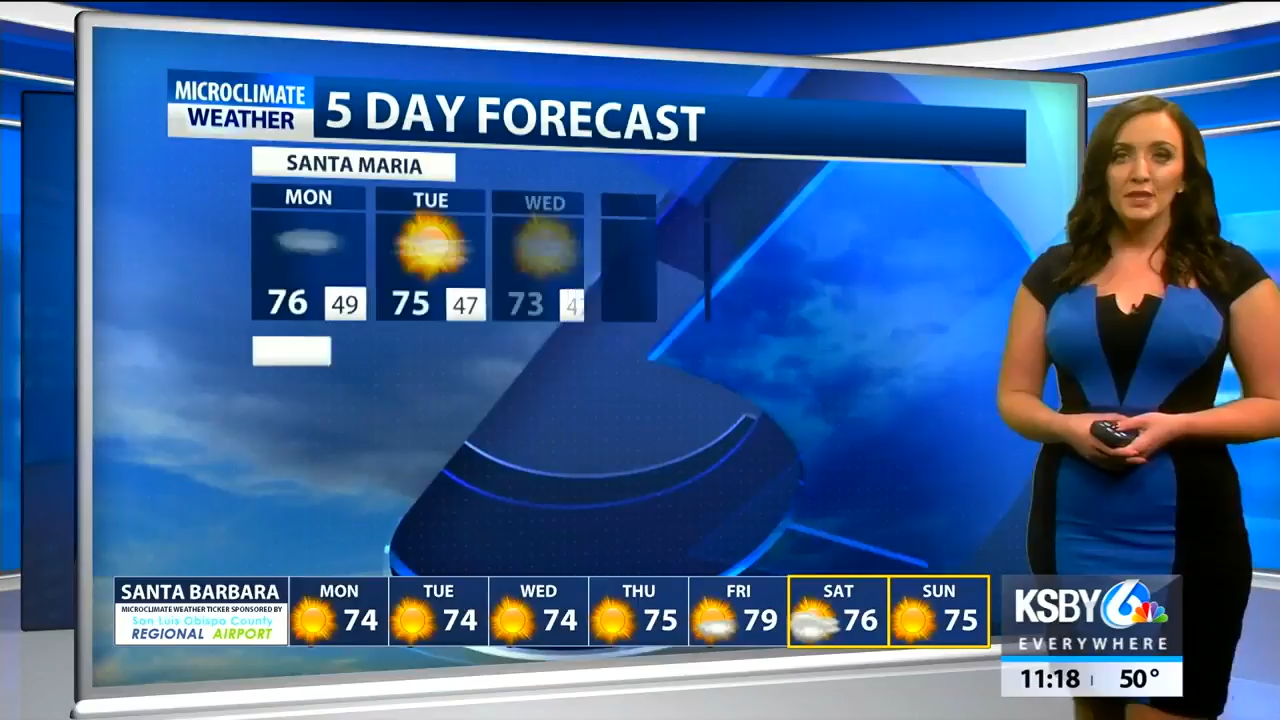 MICROCLIMATE
WEATHER
5 DAY FORECAST
SANTA MARIA
MON
TUE
WED
76
49
75
47
73
SANTA BARBARA
MICROCLIMATE WEATHER TICKER SPONSORED BY
San Luis Obispo County
REGIONAL AIRPORT
MON
74
TUE
74
WED
74
THU
75
FRI
79
SAT
76
SUN
75
KSBY 6
EVERYWHERE
11:18
50°